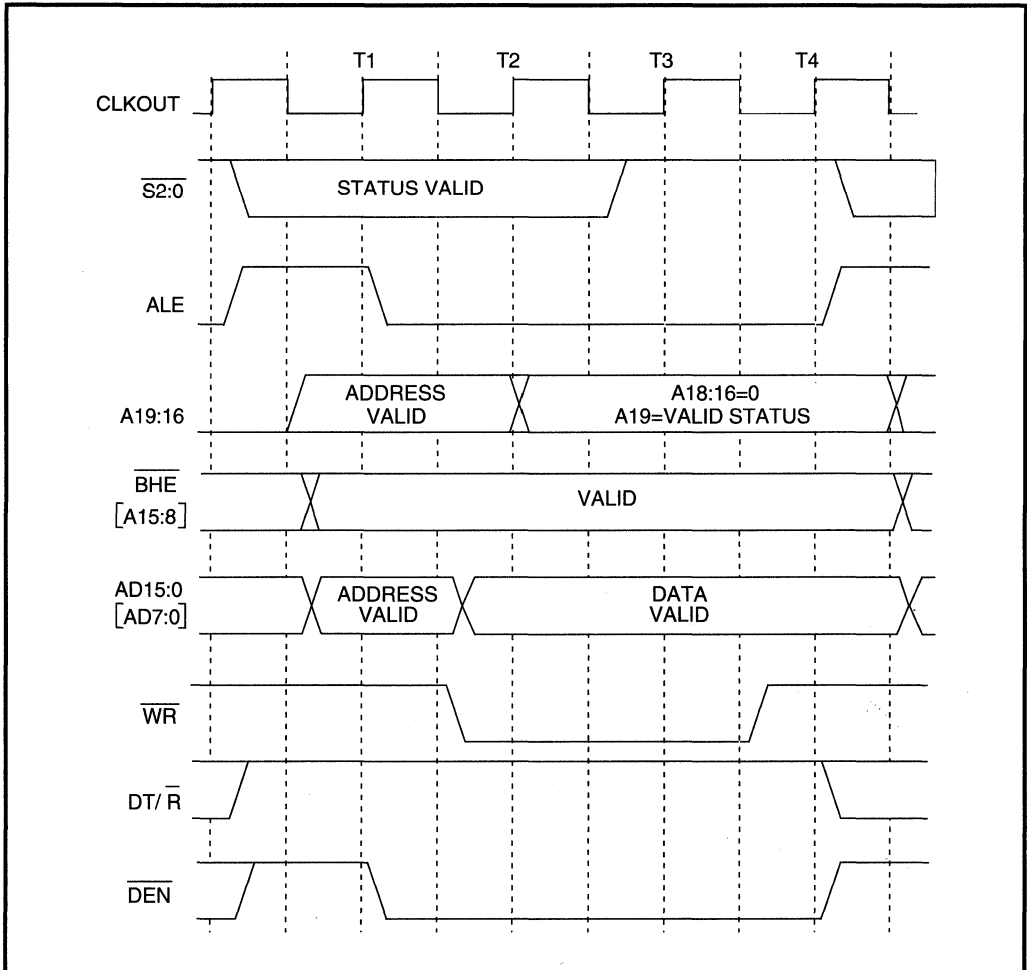 T1 T2 T3 T4
CLKOUT
S2:0
STATUS VALID
ALE
A19:16
ADDRESS
VALID
A18:16=0
A19=VALID STATUS
BHE
[A15:8]
VALID
AD15:0
[AD7:0]
ADDRESS
VALID
DATA
VALID
WR
DT/ R
DEN